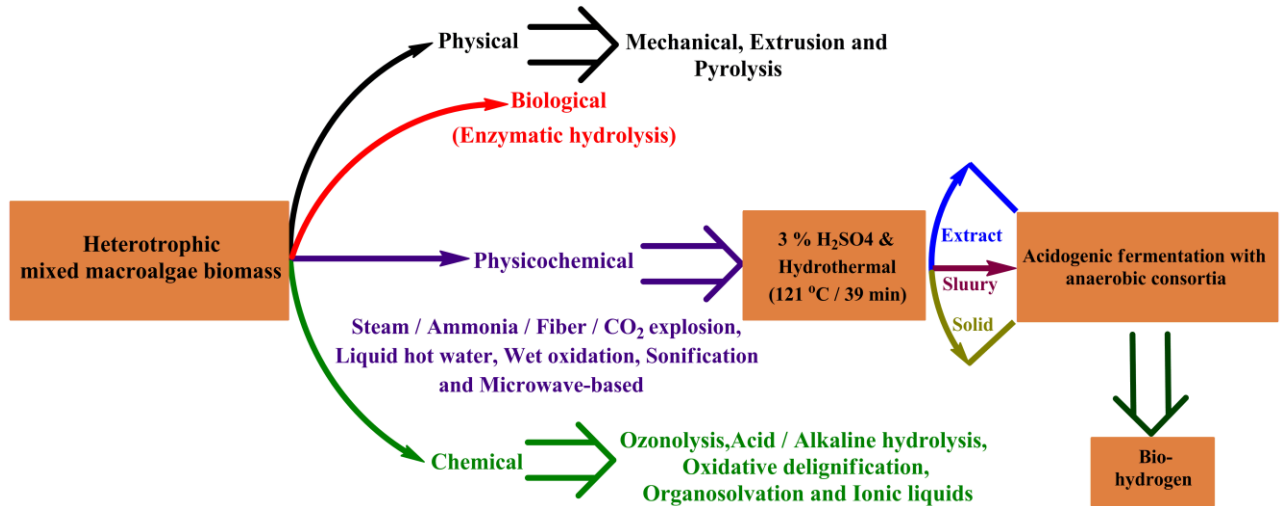 Physical
Mechanical, Extrusion and
Pyrolysis
Biological
(Enzymatic hydrolysis)
Heterotrophic
mixed macroalgae biomass
Physicochemical
Steam / Ammonia / Fiber / CO₂ explosion,
Liquid hot water, Wet oxidation, Sonification
and Microwave-based
3 % H₂SO4 &
Hydrothermal
(121 °C / 39 min)
Extract
Sluury
Solid
Acidogenic fermentation with
anaerobic consortia
Chemical
Ozonolysis,Acid / Alkaline hydrolysis,
Oxidative delignification,
Organosolvation and Ionic liquids
Bio-
hydrogen